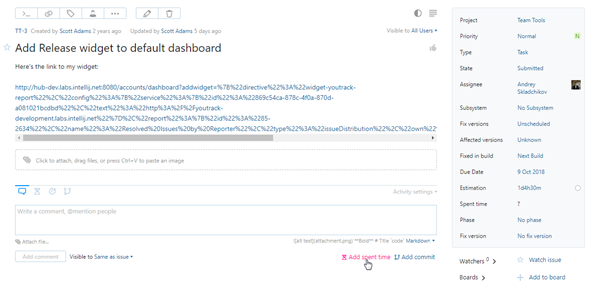 TT-3 Created by Scott Adams 2 years ago Updated by Scott Adams 5 days ago
Visible to All Users
Add Release widget to default dashboard
Here's the link to my widget:
http://hub-dev.labs.intellij.net:8080/accounts/dashboard?addwidget=%7B%22directive%22%3A%22widget-youtrack-
report%22%2C%22config%22%3A%7B%22service%22%3A%7B%22id%22%3A%22869c54ca-878c-4f0a-870d-
a081021bcdbd%22%2C%22text%22%3A%22http%3A%2F%2Fyoutrack-
development.labs.intellij.net%22%7D%2C%22report%22%3A%7B%22id%22%3A%2285-
2634%22%2C%22name%22%3A%22Resolved%20Issues%20by%20Reporter%22%2C%22type%22%3A%22issueDistribution%22%2C%22own%22
Click to attach, drag files, or press Ctrl+V to paste an image
Activity settings
Write a comment, @mention people
Attach file...
![alt text](attachment.png) **Bold** # Title `code` Markdown
Add comment
Visible to Same as issue
Add spent time
Add commit
Project Team Tools
Priority Normal N
Type Task
State Submitted
Assignee Andrey Skladchikov
Subsystem No Subsystem
Fix versions Unscheduled
Affected versions Unknown
Fixed in build Next Build
Due Date 9 Oct 2018
Estimation 1d4h30m
Spent time ?
Phase No phase
Fix version No fix version
Watchers 0
Watch issue
Boards
Add to board